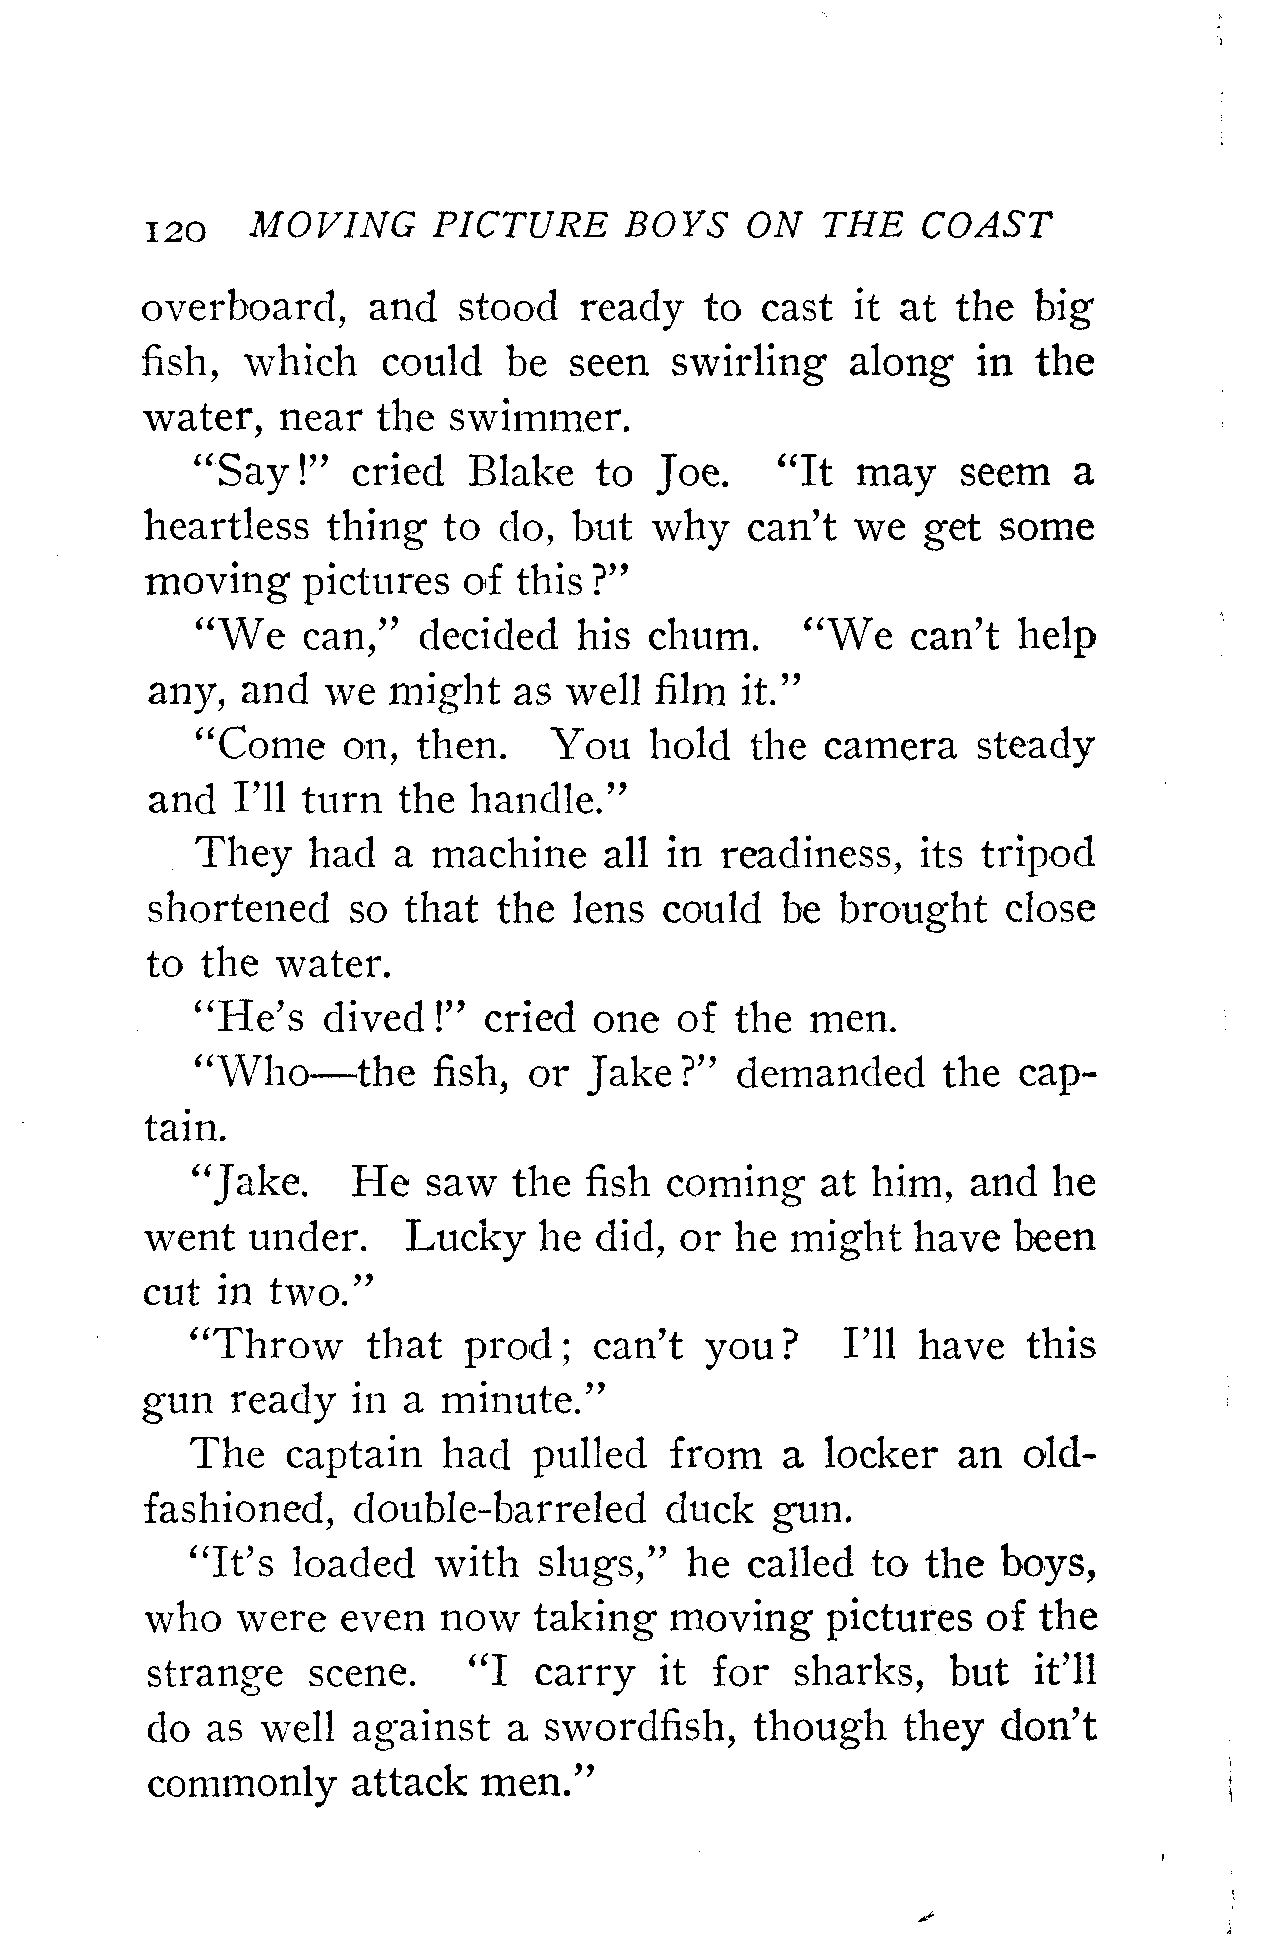 120 MOVING PICTURE BOYS ON THE COAST
overboard, and stood ready to cast it at the big
fish, which could be seen swirling along in the
water, near the swimmer.
"Say!" cried Blake to Joe. "It may seem a
heartless thing to do, but why can't we get some
moving pictures of this?"
"We can," decided his chum. "We can't help
any, and we might as well film it."
"Come on, then. You hold the camera steady
and I'll turn the handle."
They had a machine all in readiness, its tripod
shortened so that the lens could be brought close
to the water.
"He's dived!" cried one of the men.
"Who—the fish, or Jake?" demanded the cap-
tain.
"Jake. He saw the fish coming at him, and he
went under. Lucky he did, or he might have been
cut in two."
"Throw that prod; can't you? I'll have this
gun ready in a minute."
The captain had pulled from a locker an old-
fashioned, double-barreled duck gun.
"It's loaded with slugs," he called to the boys,
who were even now taking moving pictures of the
strange scene. "I carry it for sharks, but it'll
do as well against a swordfish, though they don't
commonly attack men."